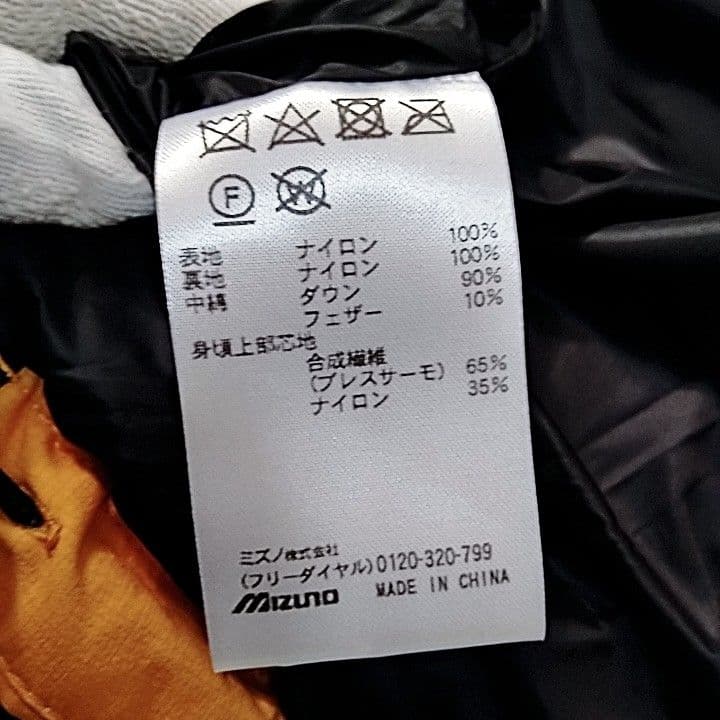 F
W
表地 ナイロン 100%
裏地 ナイロン 100%
中綿 ダウン 90%
フェザー 10%
身頃上部芯地
合成繊維
(ブレスサーモ) 65%
ナイロン 35%
ミズノ株式会社
(フリーダイヤル)0120-320-799
MIZUNO MADE IN CHINA